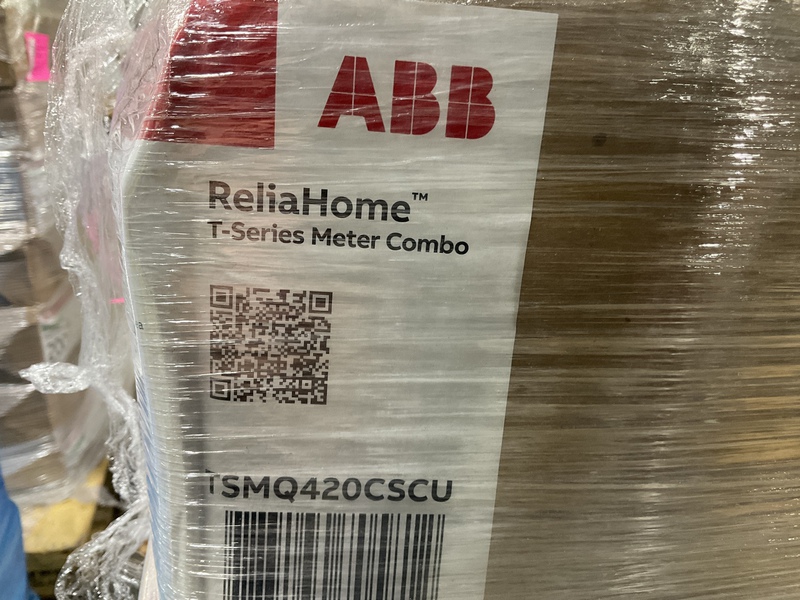 ABB
ReliaHome™
T-Series Meter Combo
TSMQ420CSCU